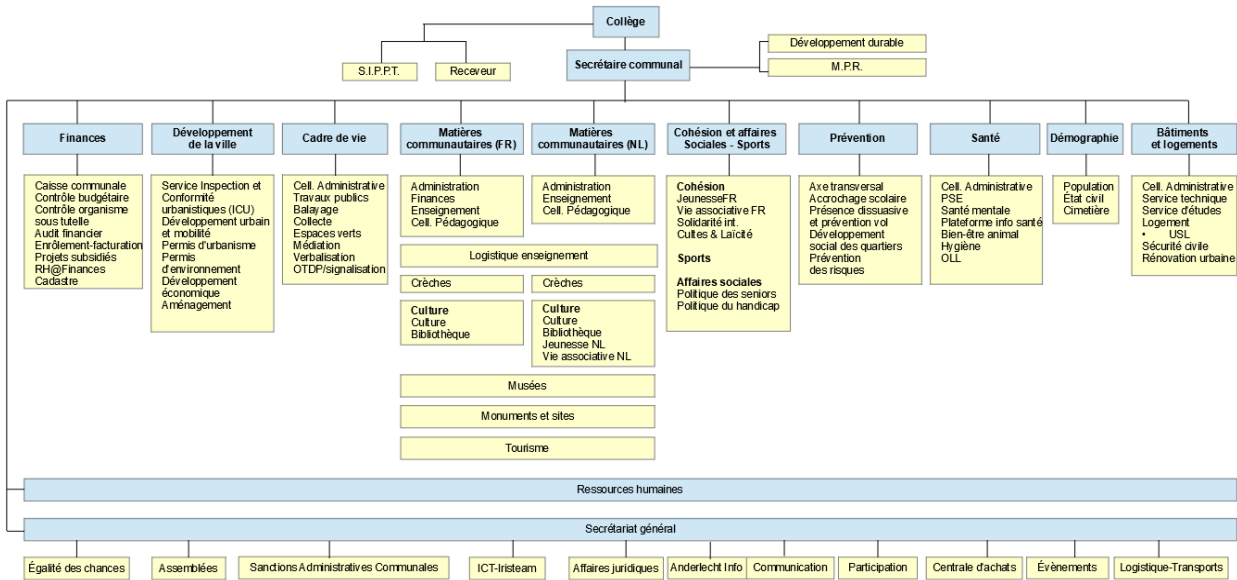 Collège
S.I.P.P.T.
Receveur
Secrétaire communal
Développement durable
M.P.R.
Finances
Caisse communale
Contrôle budgétaire
Contrôle organisme
sous tutelle
Audit financier
Enrôlement-facturation
Projets subsidiés
RH@Finances
Cadastre
Développement
de la ville
Service Inspection et
Conformité
urbanistiques (ICU)
Développement urbain
et mobilité
Permis d'urbanisme
Permis
d'environnement
Développement
économique
Aménagement
Cadre de vie
Cell. Administrative
Travaux publics
Balayage
Collecte
Espaces verts
Médiation
Verbalisation
OTDP/signalisation
Matières
communautaires (FR)
Administration
Finances
Enseignement
Cell. Pédagogique
Matières
communautaires (NL)
Administration
Enseignement
Cell. Pédagogique
Logistique enseignement
Crèches
Crèches
Culture
Culture
Bibliothèque
Culture
Culture
Bibliothèque
Jeunesse NL
Vie associative NL
Musées
Monuments et sites
Tourisme
Cohésion et affaires
Sociales - Sports
Cohésion
JeunesseFR
Vie associative FR
Solidarité int.
Cultes & Laïcité
Sports
Affaires sociales
Politique des seniors
Politique du handicap
Prévention
Axe transversal
Accrochage scolaire
Présence dissuasive
et prévention vol
Développement
social des quartiers
Prévention
des risques
Santé
Cell. Administrative
PSE
Santé mentale
Plateforme info santé
Bien-être animal
Hygiène
OLL
Démographie
Population
État civil
Cimetière
Bâtiments
et logements
Cell. Administrative
Service technique
Service d'études
Logement
• USL
Sécurité civile
Rénovation urbaine
Ressources humaines
Secrétariat général
Égalité des chances
Assemblées
Sanctions Administratives Communales
ICT-Iristeam
Affaires juridiques
Anderlecht Info
Communication
Participation
Centrale d'achats
Évènements
Logistique-Transports